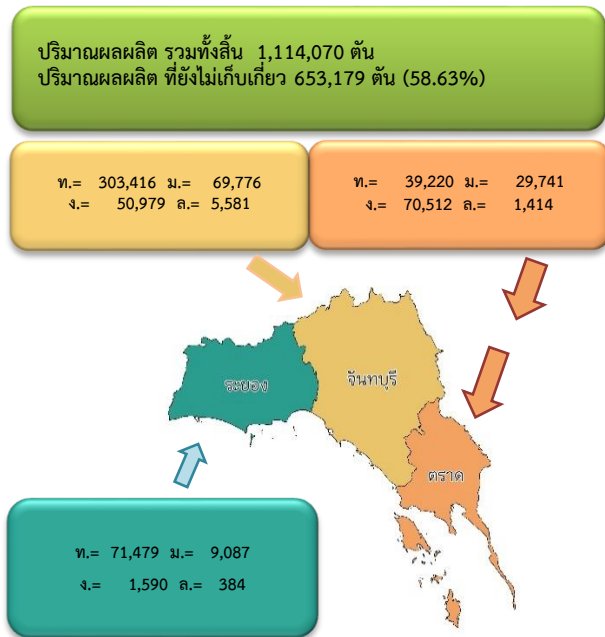 ปริมาณผลผลิต รวมทั้งสิ้น 1,114,070 ตัน
ปริมาณผลผลิต ที่ยังไม่เก็บเกี่ยว 653,179 ตัน (58.63%)
ท.= 303,416 ม.= 69,776
ง.= 50,979 ล.= 5,581
ท.= 39,220 ม.= 29,741
ง.= 70,512 ล.= 1,414
ระยอง
จันทบุรี
ตราด
ท.= 71,479 ม.= 9,087
ง.= 1,590 ล.= 384